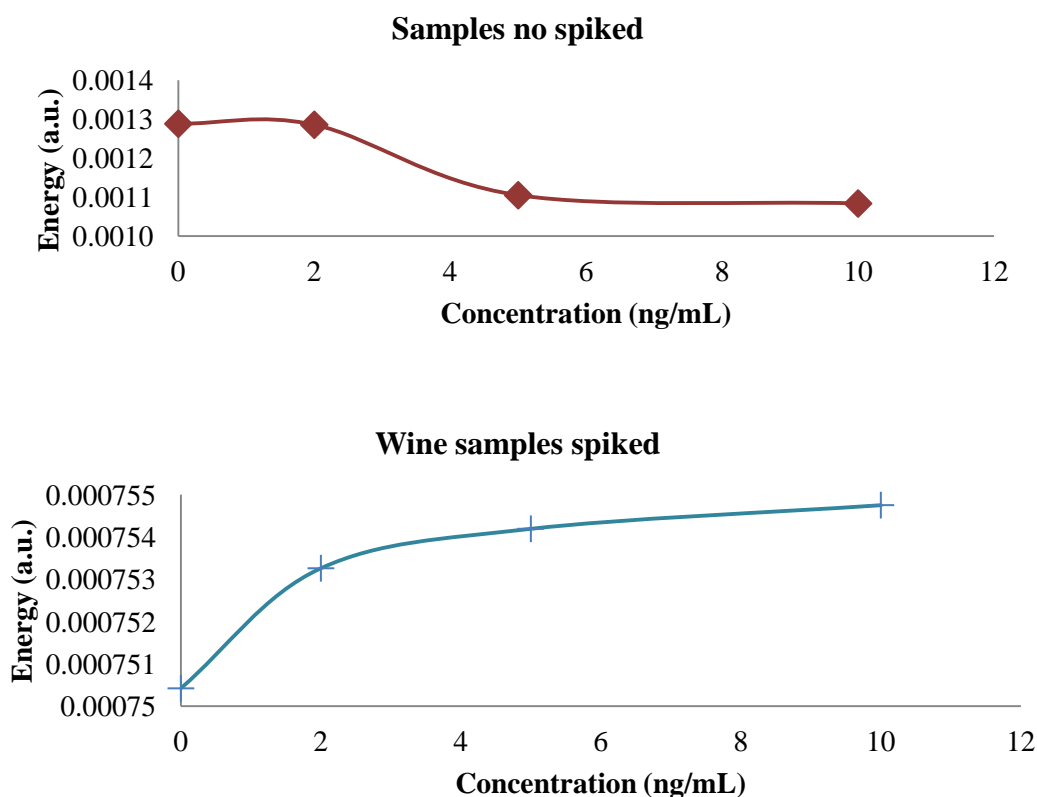 Samples no spiked
0.0014
0.0013
0.0012
0.0011
0.0010
Energy (a.u.)
0 2 4 6 8 10 12
Concentration (ng/mL)
Wine samples spiked
0.000755
0.000754
0.000753
0.000752
0.000751
0.00075
Energy (a.u.)
0 2 4 6 8 10 12
Concentration (ng/mL)